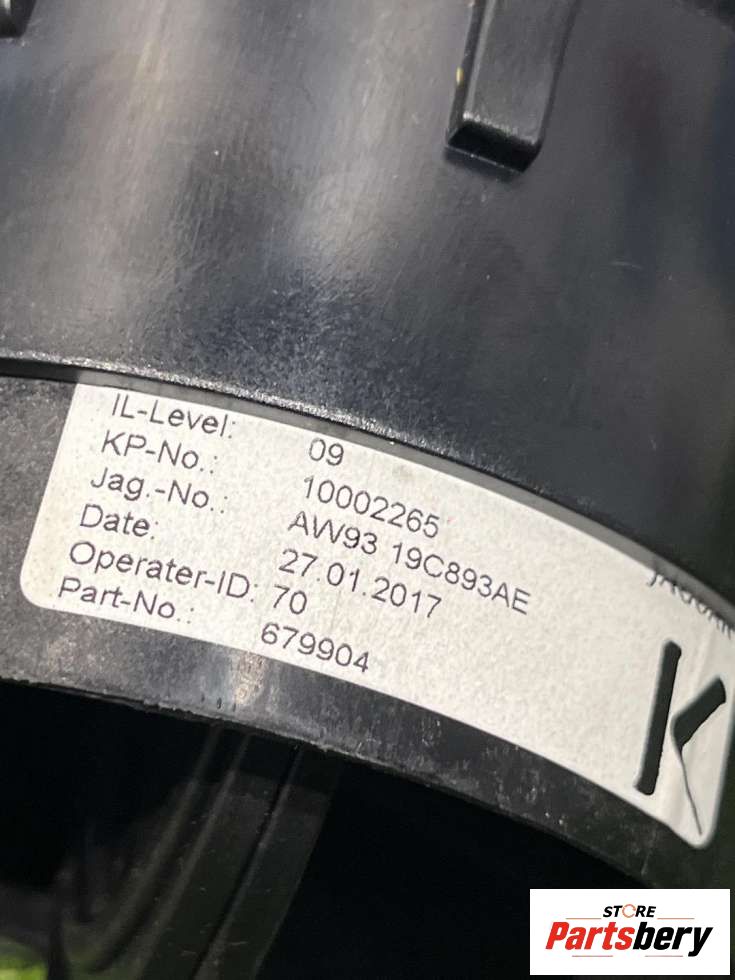 IL-Level: 09
KP-No.: 10002265
Jag.-No.: AW93 19C893AE
Date: 27.01.2017
Operater-ID: 70
Part-No.: 679904
JAGUAR
K
STORE
Partsbery